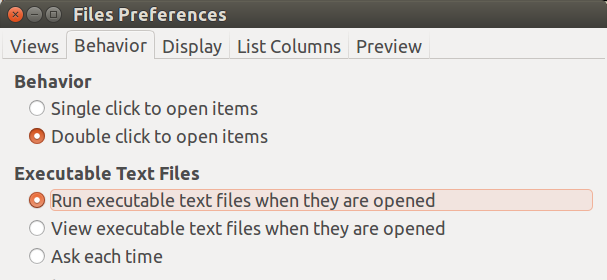 Files Preferences
Views Behavior Display List Columns Preview
Behavior
Single click to open items
Double click to open items
Executable Text Files
Run executable text files when they are opened
View executable text files when they are opened
Ask each time